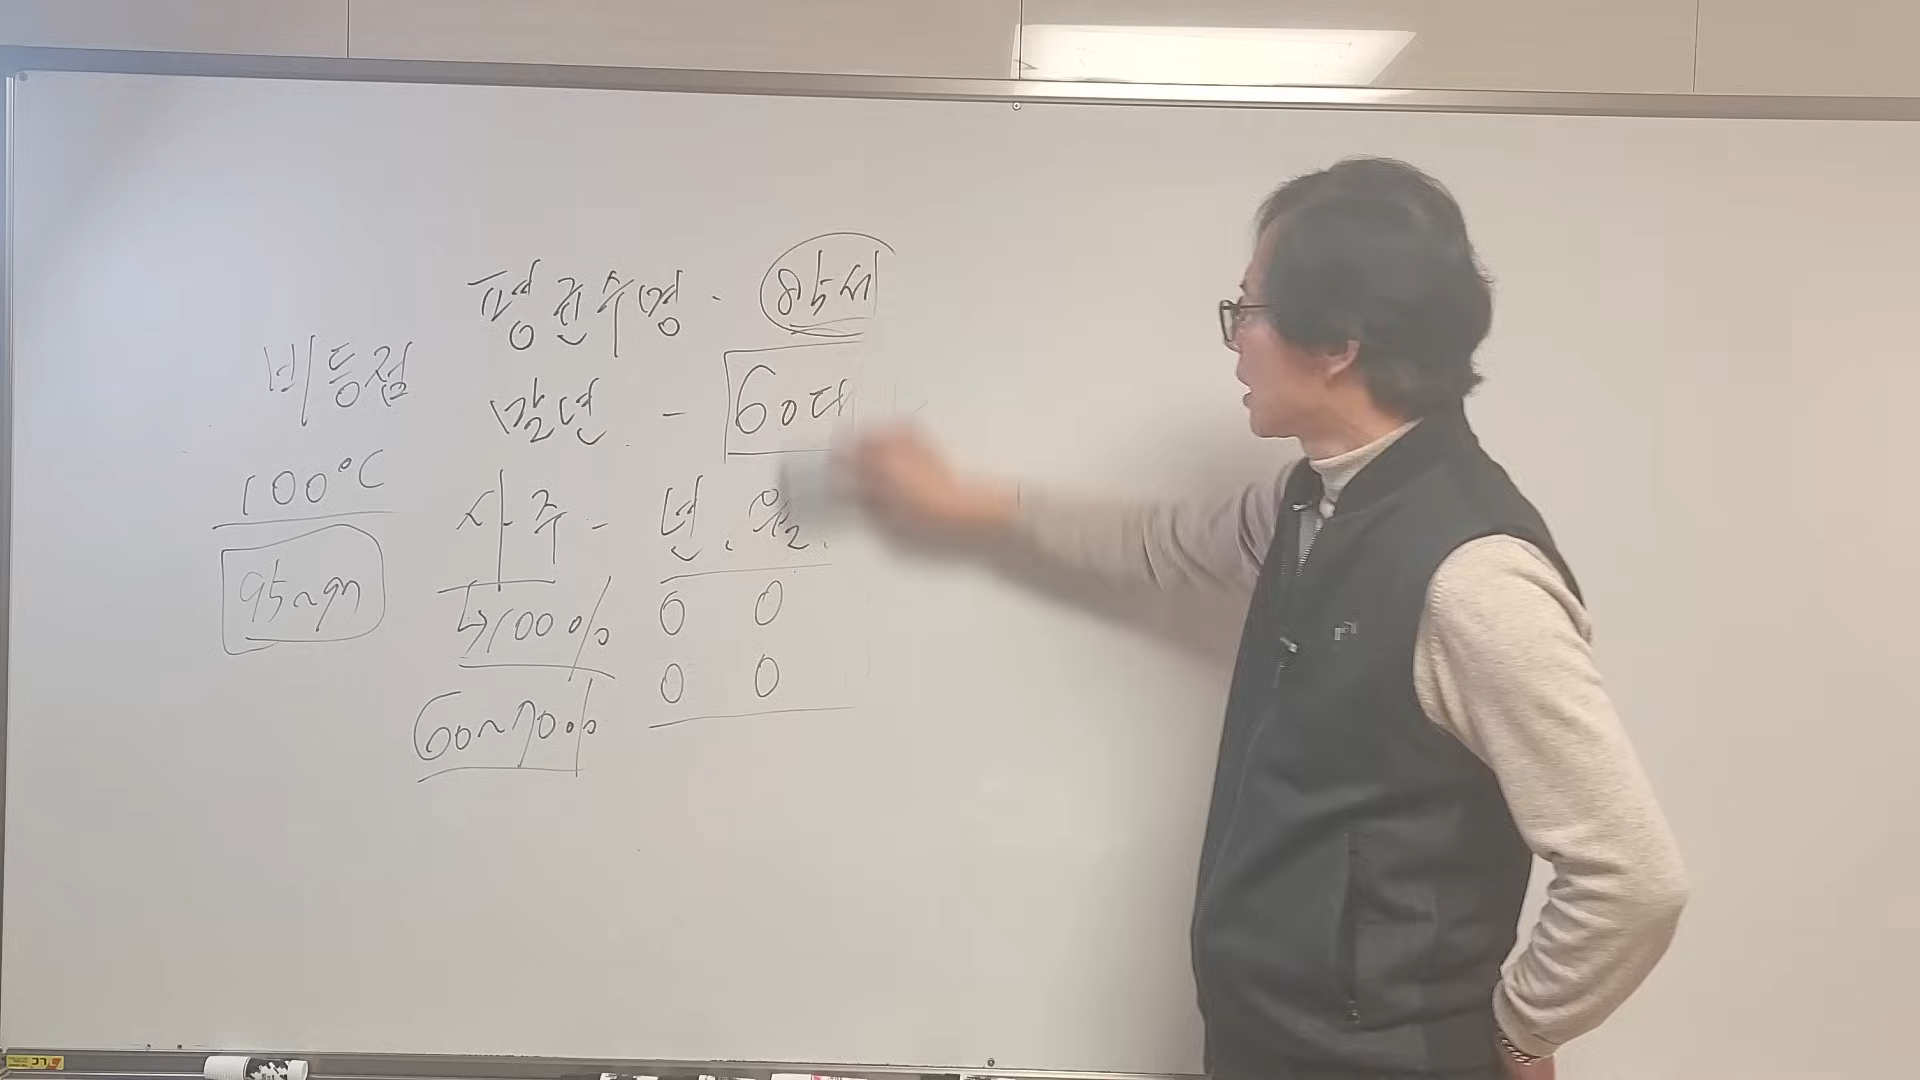 평균수명 - 85세
비등점
말년 - 60대
100°C
사주 - 년. 월.
95~97
↳100% 0 0
0 0
60~70%